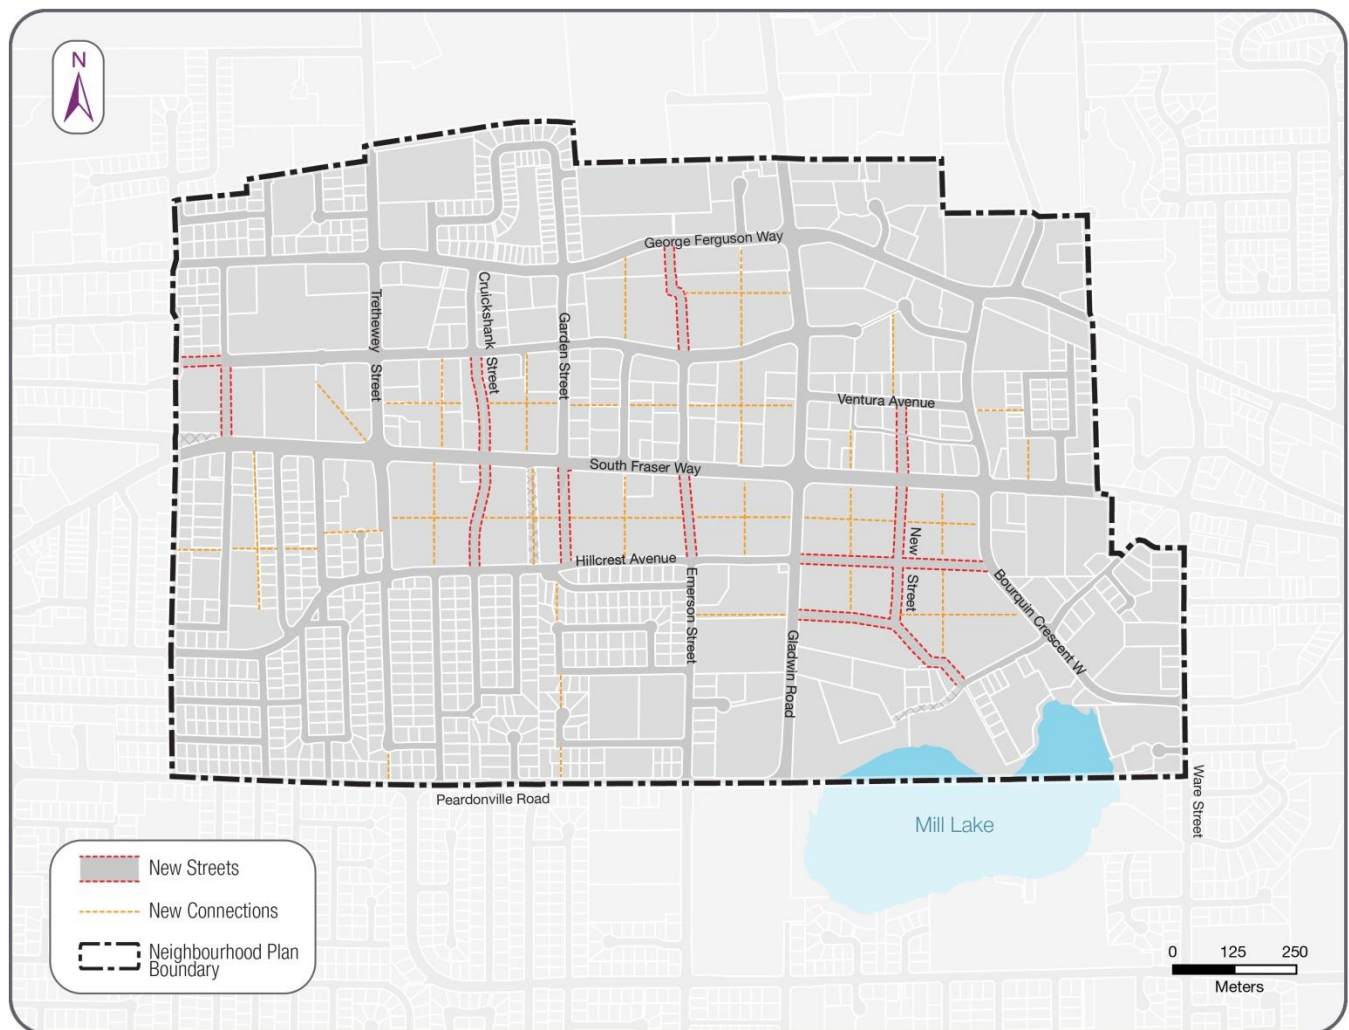 N
George Ferguson Way
Cruickshank Street
Trethewey Street
Garden Street
Ventura Avenue
South Fraser Way
New Street
Hillcrest Avenue
Emerson Street
Bourquin Crescent W
Gladwin Road
Peardonville Road
Ware Street
Mill Lake
New Streets
New Connections
Neighbourhood Plan
Boundary
0 125 250
Meters